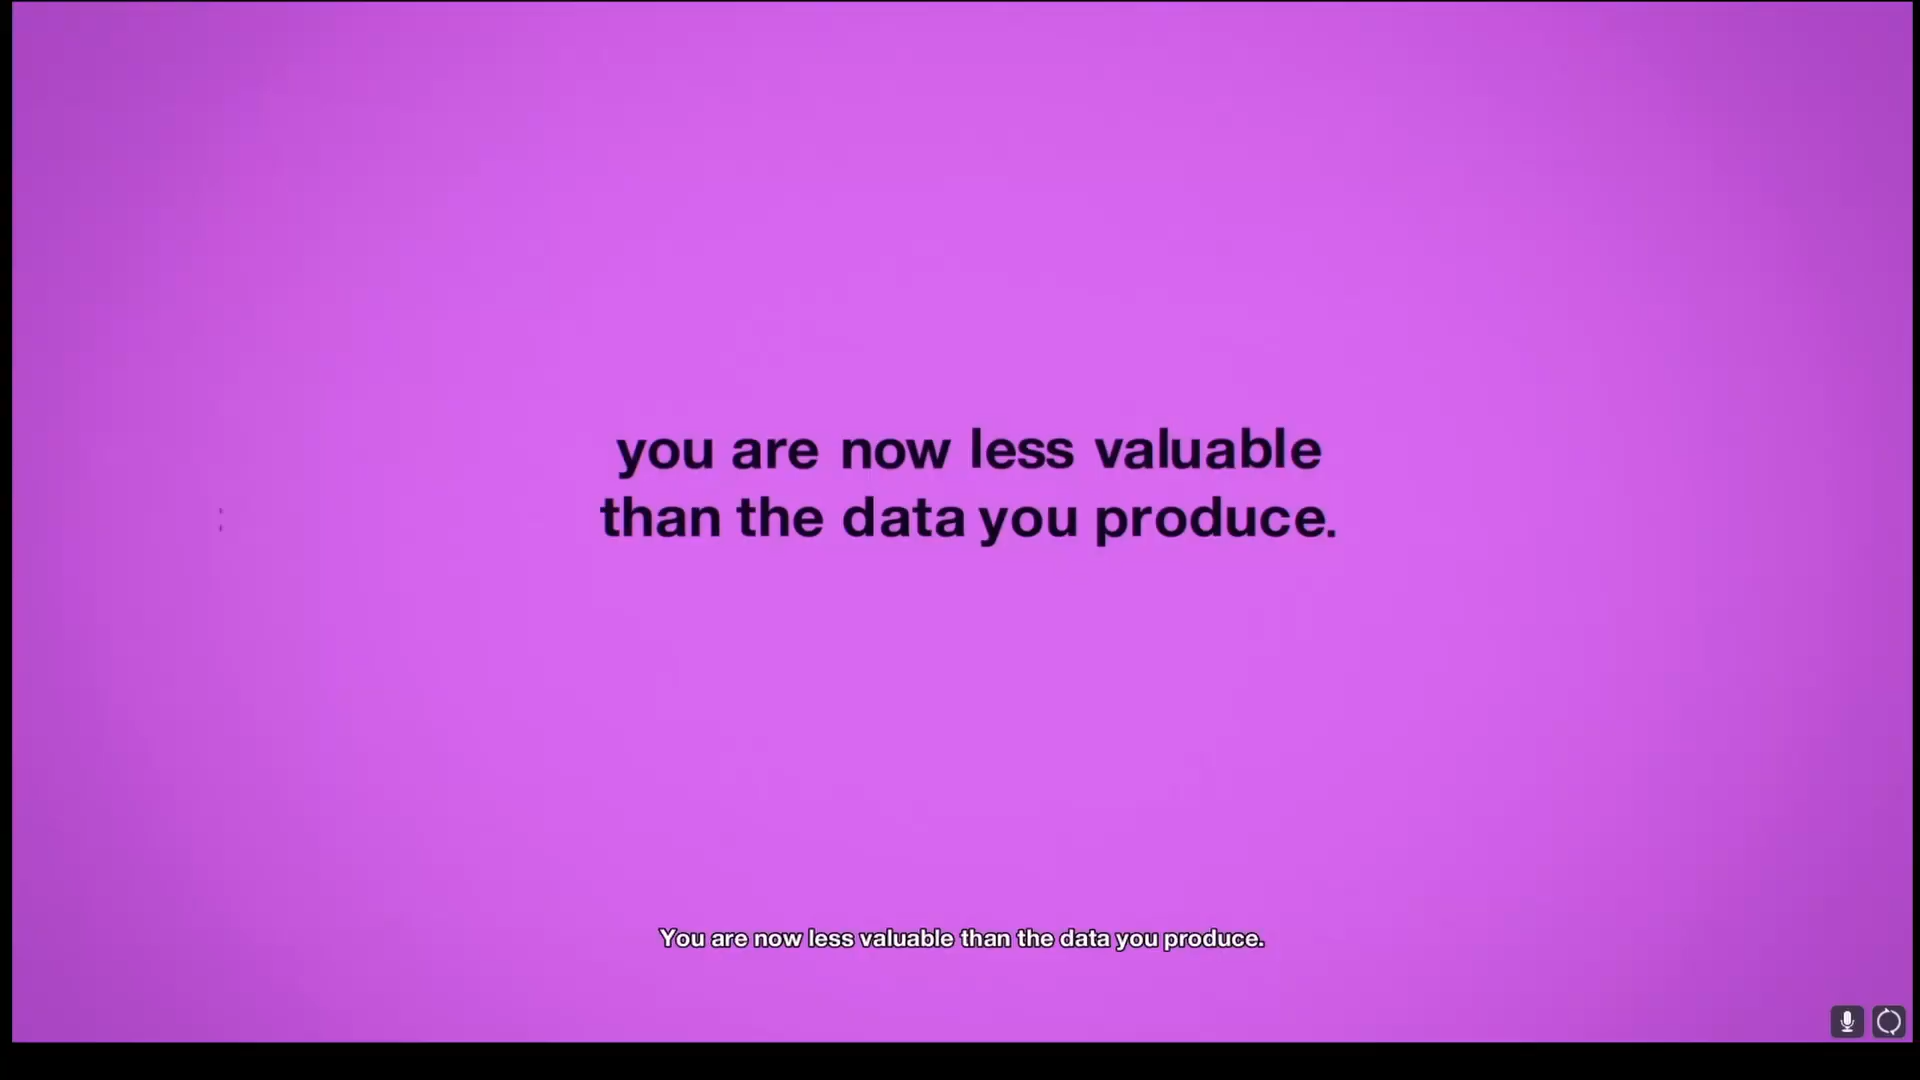 you are now less valuable
than the data you produce.
You are now less valuable than the data you produce.